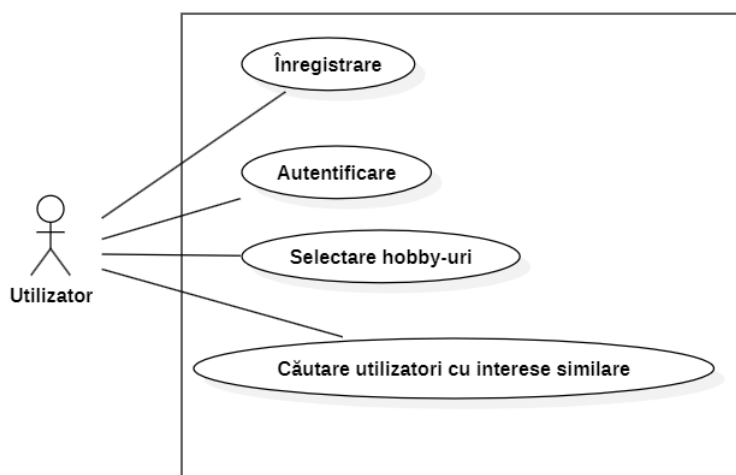 Înregistrare
Autentificare
Selectare hobby-uri
Utilizator
Căutare utilizatori cu interese similare